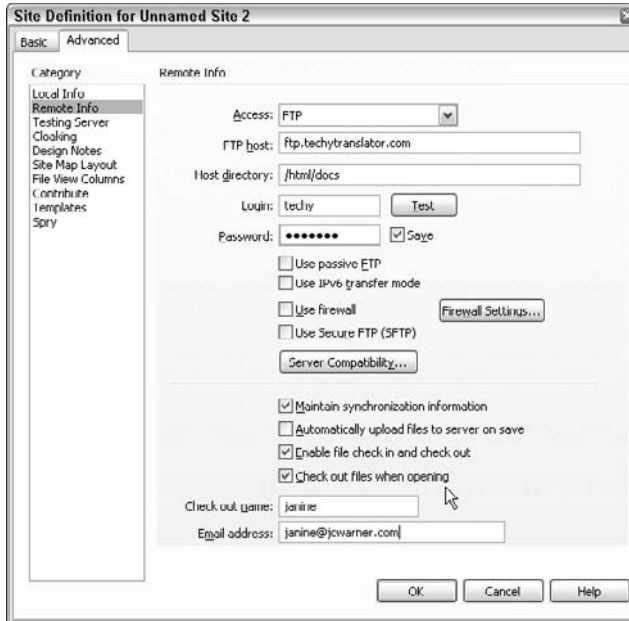 Site Definition for Unnamed Site 2
Basic
Advanced
Category
Local Info
Remote Info
Testing Server
Cloaking
Design Notes
Site Map Layout
File View Columns
Contribute
Templates
Spry
Remote Info
Access: FTP
FTP host: ftp.techytranslator.com
Host directory: /html/docs
Login: techy
Test
Password: •••••••
Save
Use passive FTP
Use IPv6 transfer mode
Use firewall
Firewall Settings...
Use Secure FTP (SFTP)
Server Compatibility...
Maintain synchronization information
Automatically upload files to server on save
Enable file check in and check out
Check out files when opening
Check out name: janine
Email address: janine@jcwarner.com
OK
Cancel
Help